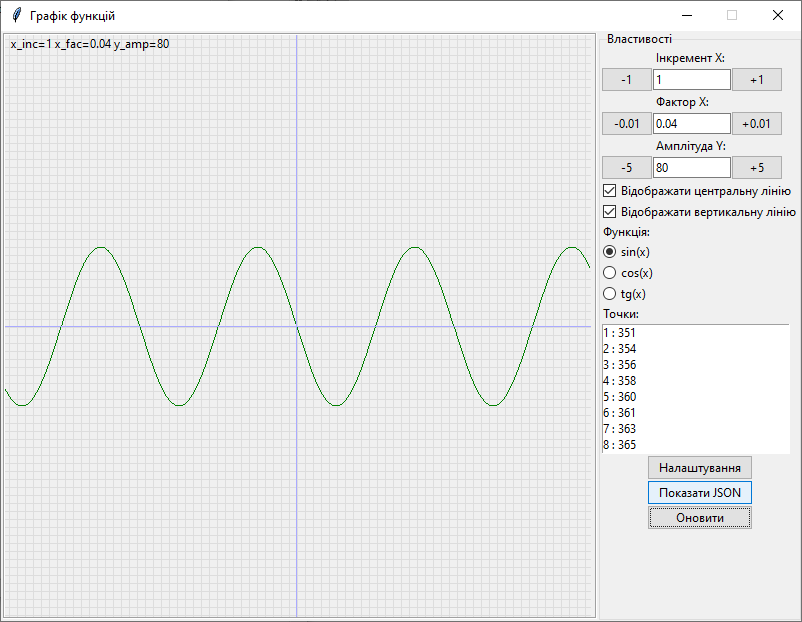 Графік функцій
x_inc=1 x_fac=0.04 y_amp=80
Властивості
Інкремент X:
-1 1 +1
Фактор X:
-0.01 0.04 +0.01
Амплітуда Y:
-5 80 +5
Відображати центральну лінію
Відображати вертикальну лінію
Функція:
sin(x)
cos(x)
tg(x)
Точки:
1 : 351
2 : 354
3 : 356
4 : 358
5 : 360
6 : 361
7 : 363
8 : 365
Налаштування
Показати JSON
Оновити